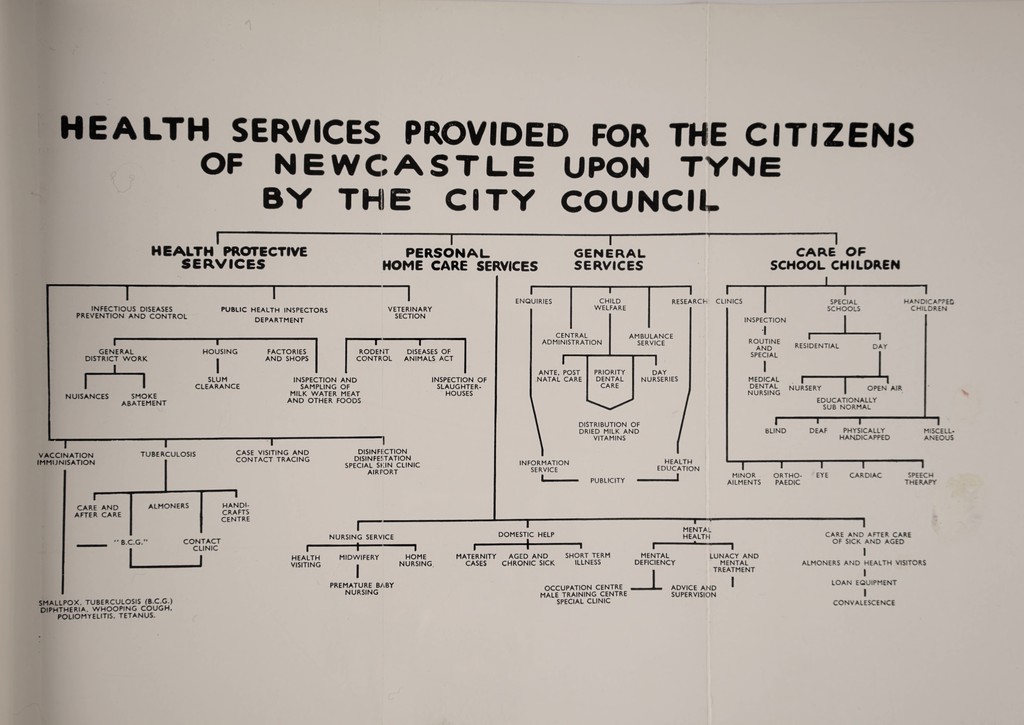 HEALTH SERVICES PROVIDED FOR THE CITIZENS
OF NEWCASTLE UPON TYNE
BY THE CITY COUNCIL
HEALTH PROTECTIVE
SERVICES
PERSONAL
HOME CARE SERVICES
GENERAL
SERVICES
CARE OF
SCHOOL CHILDREN
INFECTIOUS DISEASES
PREVENTION AND CONTROL
PUBLIC HEALTH INSPECTORS
DEPARTMENT
VETERINARY
SECTION
GENERAL
DISTRICT WORK
HOUSING
FACTORIES
AND SHOPS
RODENT
CONTROL
DISEASES OF
ANIMALS ACT
NUISANCES
SMOKE
ABATEMENT
SLUM
CLEARANCE
INSPECTION AND
SAMPLING OF
MILK WATER MEAT
AND OTHER FOODS
INSPECTION OF
SLAUGHTER-
HOUSES
VACCINATION
IMMUNISATION
TUBERCULOSIS
CASE VISITING AND
CONTACT TRACING
DISINFECTION
DISINFESTATION
SPECIAL SKIN CLINIC
AIRPORT
CARE AND
AFTER CARE
ALMONERS
HANDI-
CRAFTS
CENTRE
"B.C.G."
CONTACT
CLINIC
SMALLPOX, TUBERCULOSIS (B.C.G.)
DIPHTHERIA, WHOOPING COUGH,
POLIOMYELITIS, TETANUS.
ENQUIRIES
CHILD
WELFARE
RESEARCH
CENTRAL
ADMINISTRATION
AMBULANCE
SERVICE
ANTE, POST
NATAL CARE
PRIORITY
DENTAL
CARE
DAY
NURSERIES
DISTRIBUTION OF
DRIED MILK AND
VITAMINS
INFORMATION
SERVICE
HEALTH
EDUCATION
PUBLICITY
CLINICS
SPECIAL
SCHOOLS
HANDICAPPED
CHILDREN
INSPECTION
ROUTINE
AND
SPECIAL
MEDICAL
DENTAL
NURSING
RESIDENTIAL
DAY
NURSERY
OPEN AIR
EDUCATIONALLY
SUB NORMAL
BLIND
DEAF
PHYSICALLY
HANDICAPPED
MISCELL-
ANEOUS
MINOR
AILMENTS
ORTHO-
PAEDIC
EYE
CARDIAC
SPEECH
THERAPY
NURSING SERVICE
DOMESTIC HELP
MENTAL
HEALTH
CARE AND AFTER CARE
OF SICK AND AGED
HEALTH
VISITING
MIDWIFERY
HOME
NURSING
PREMATURE BABY
NURSING
MATERNITY
CASES
AGED AND
CHRONIC SICK
SHORT TERM
ILLNESS
MENTAL
DEFICIENCY
LUNACY AND
MENTAL
TREATMENT
OCCUPATION CENTRE
MALE TRAINING CENTRE
SPECIAL CLINIC
ADVICE AND
SUPERVISION
ALMONERS AND HEALTH VISITORS
LOAN EQUIPMENT
CONVALESCENCE